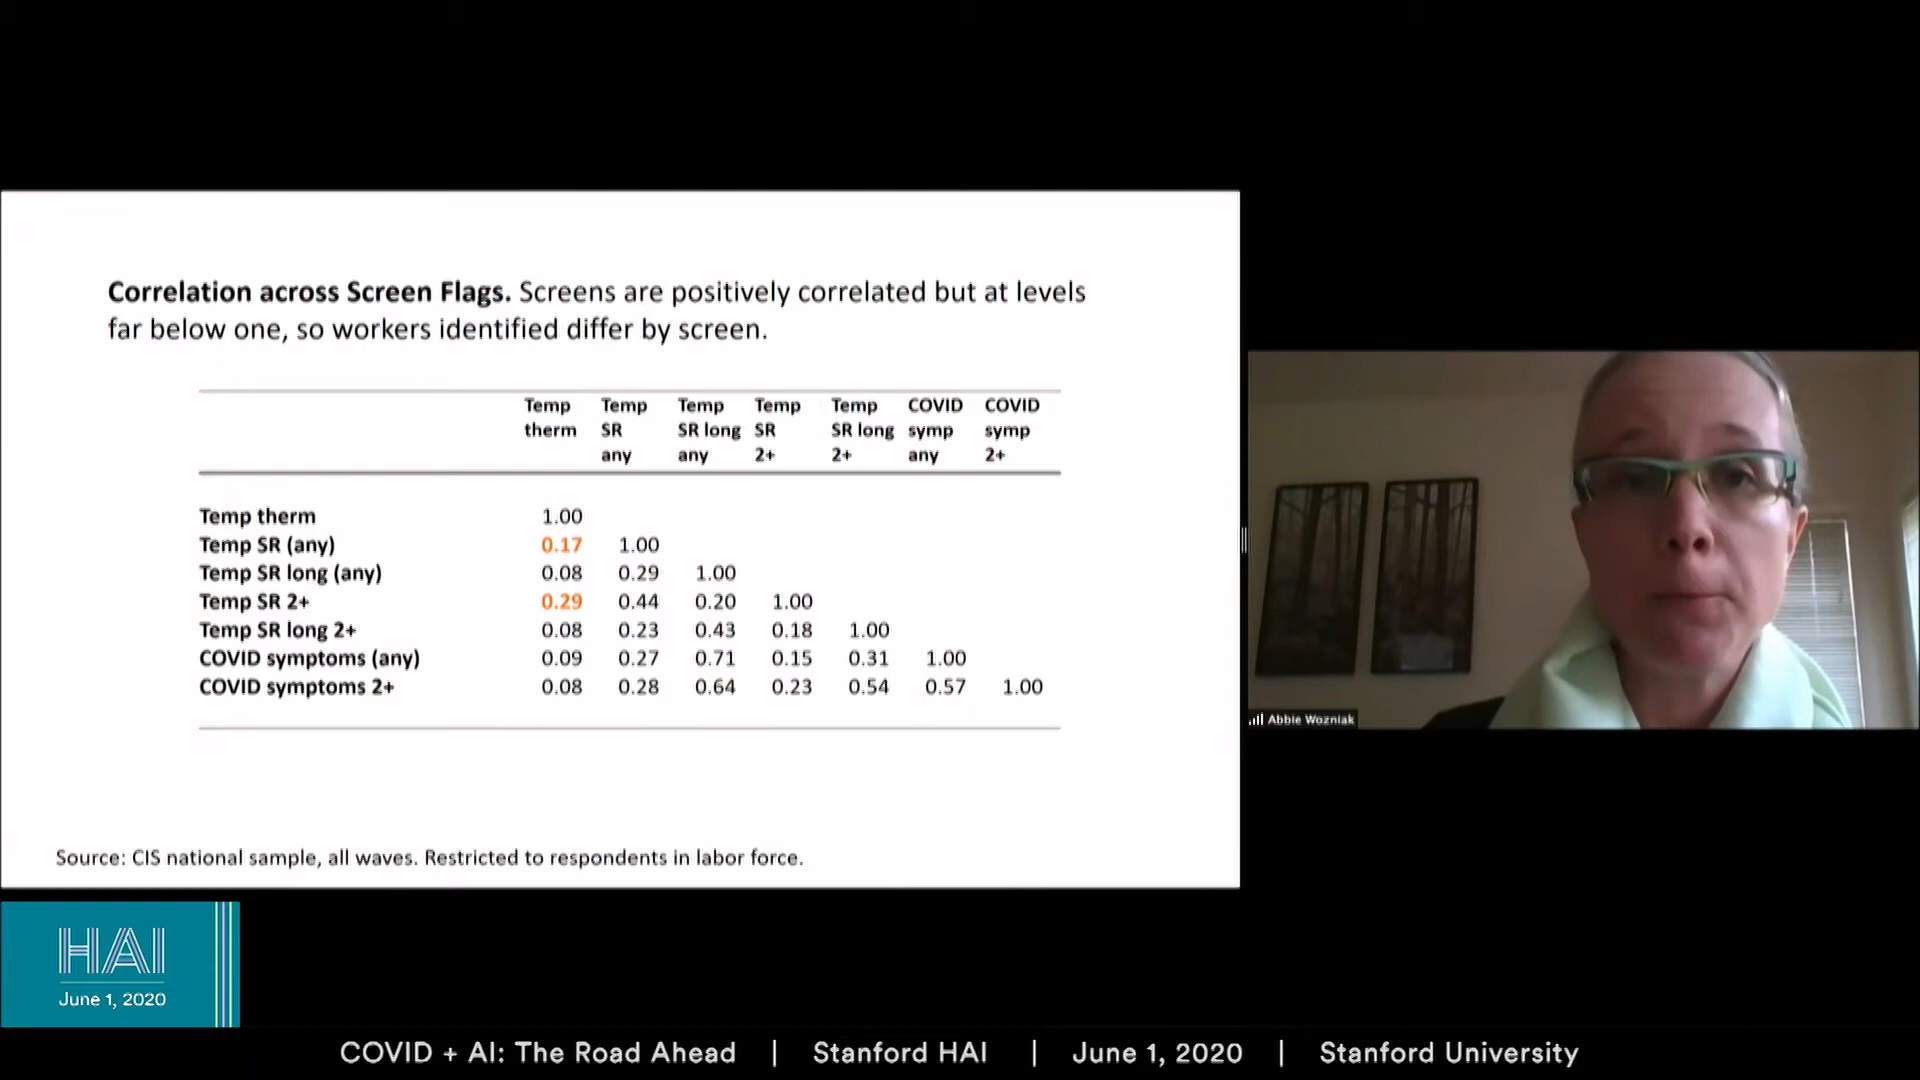 Correlation across Screen Flags. Screens are positively correlated but at levels
far below one, so workers identified differ by screen.
Temp therm
Temp SR any
Temp SR long any
Temp SR 2+
Temp SR long 2+
COVID symp any
COVID symp 2+
Temp therm 1.00
Temp SR (any) 0.17 1.00
Temp SR long (any) 0.08 0.29 1.00
Temp SR 2+ 0.29 0.44 0.20 1.00
Temp SR long 2+ 0.08 0.23 0.43 0.18 1.00
COVID symptoms (any) 0.09 0.27 0.71 0.15 0.31 1.00
COVID symptoms 2+ 0.08 0.28 0.64 0.23 0.54 0.57 1.00
Source: CIS national sample, all waves. Restricted to respondents in labor force.
Abbie Wozniak
HAI
June 1, 2020
COVID + AI: The Road Ahead | Stanford HAI | June 1, 2020 | Stanford University